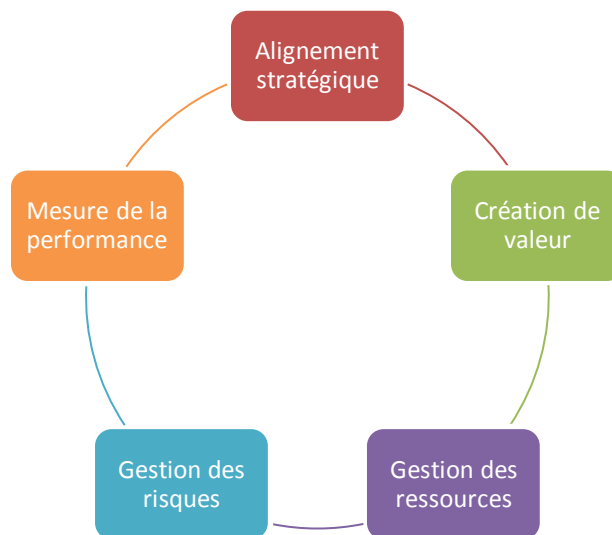 Alignement
stratégique
Mesure de la
performance
Création de
valeur
Gestion des
risques
Gestion des
ressources